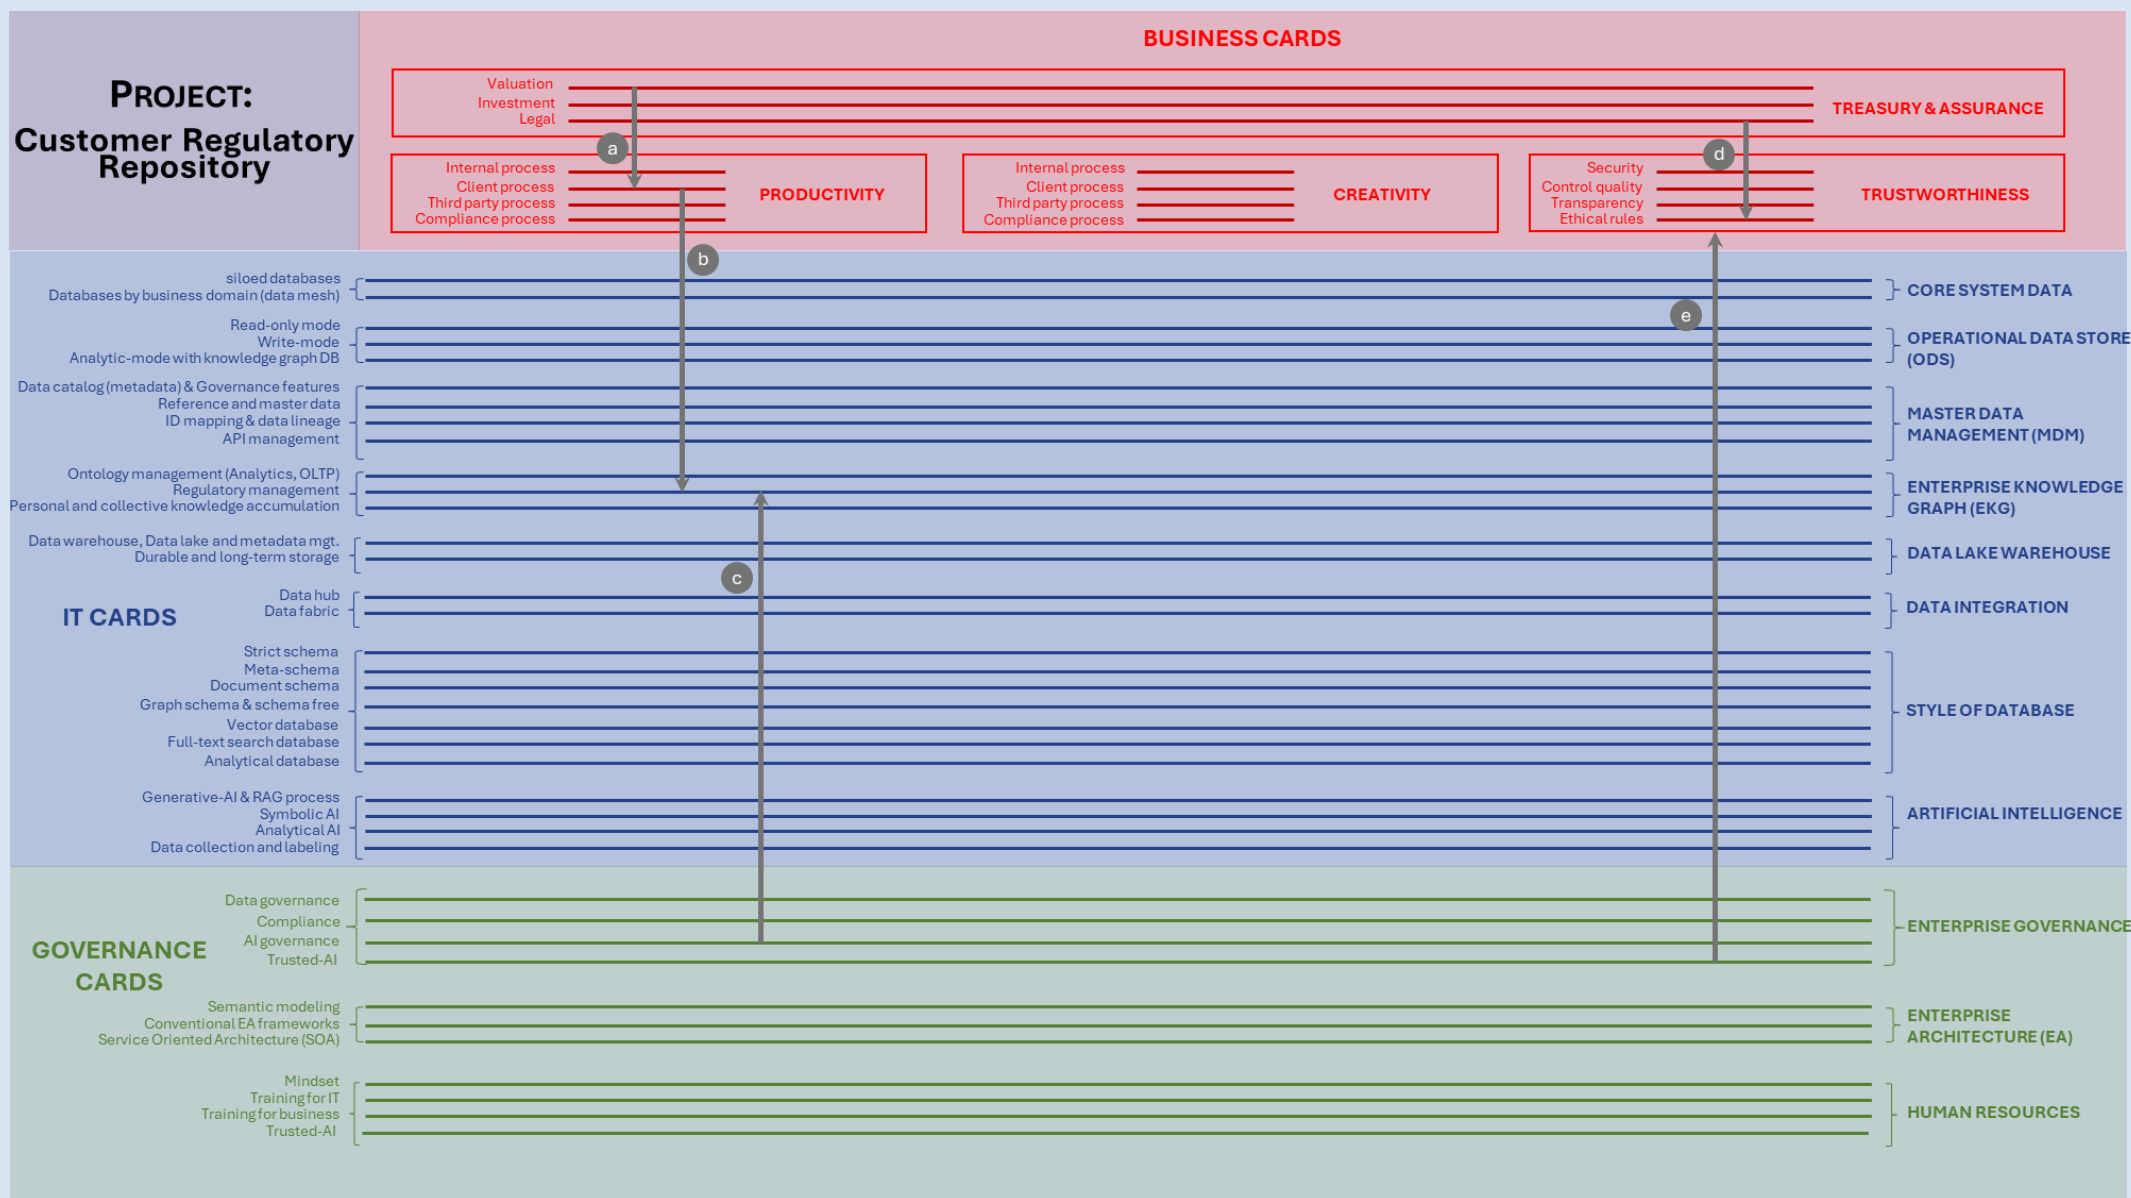 PROJECT:
Customer Regulatory
Repository
BUSINESS CARDS
Valuation
Investment
Legal
TREASURY & ASSURANCE
a
d
Internal process
Client process
Third party process
Compliance process
PRODUCTIVITY
Internal process
Client process
Third party process
Compliance process
CREATIVITY
Security
Control quality
Transparency
Ethical rules
TRUSTWORTHINESS
b
e
siloed databases
Databases by business domain (data mesh)
CORE SYSTEM DATA
Read-only mode
Write-mode
Analytic-mode with knowledge graph DB
OPERATIONAL DATA STORE
(ODS)
Data catalog (metadata) & Governance features
Reference and master data
ID mapping & data lineage
API management
MASTER DATA
MANAGEMENT (MDM)
Ontology management (Analytics, OLTP)
Regulatory management
Personal and collective knowledge accumulation
ENTERPRISE KNOWLEDGE
GRAPH (EKG)
Data warehouse, Data lake and metadata mgt.
Durable and long-term storage
DATA LAKE WAREHOUSE
c
IT CARDS
Data hub
Data fabric
DATA INTEGRATION
Strict schema
Meta-schema
Document schema
Graph schema & schema free
Vector database
Full-text search database
Analytical database
STYLE OF DATABASE
Generative-AI & RAG process
Symbolic AI
Analytical AI
Data collection and labeling
ARTIFICIAL INTELLIGENCE
GOVERNANCE
CARDS
Data governance
Compliance
AI governance
Trusted-AI
ENTERPRISE GOVERNANCE
Semantic modeling
Conventional EA frameworks
Service Oriented Architecture (SOA)
ENTERPRISE
ARCHITECTURE (EA)
Mindset
Training for IT
Training for business
Trusted-AI
HUMAN RESOURCES